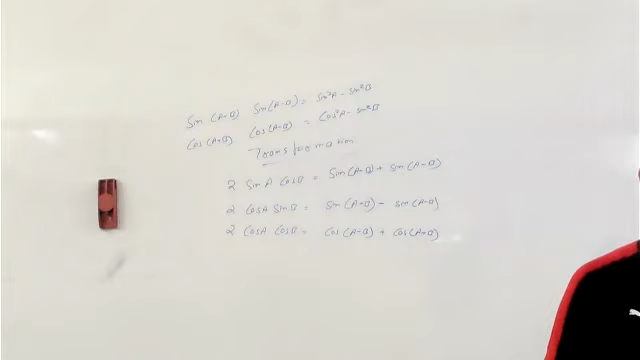 Sin(A+B) Sin(A-B) = Sin²A - Sin²B
Cos(A+B) Cos(A-B) = Cos²A - Sin²B
Transformation
2 Sin A Cos B = Sin(A+B) + Sin(A-B)
2 Cos A Sin B = Sin(A+B) - Sin(A-B)
2 Cos A Cos B = Cos(A-B) + Cos(A+B)